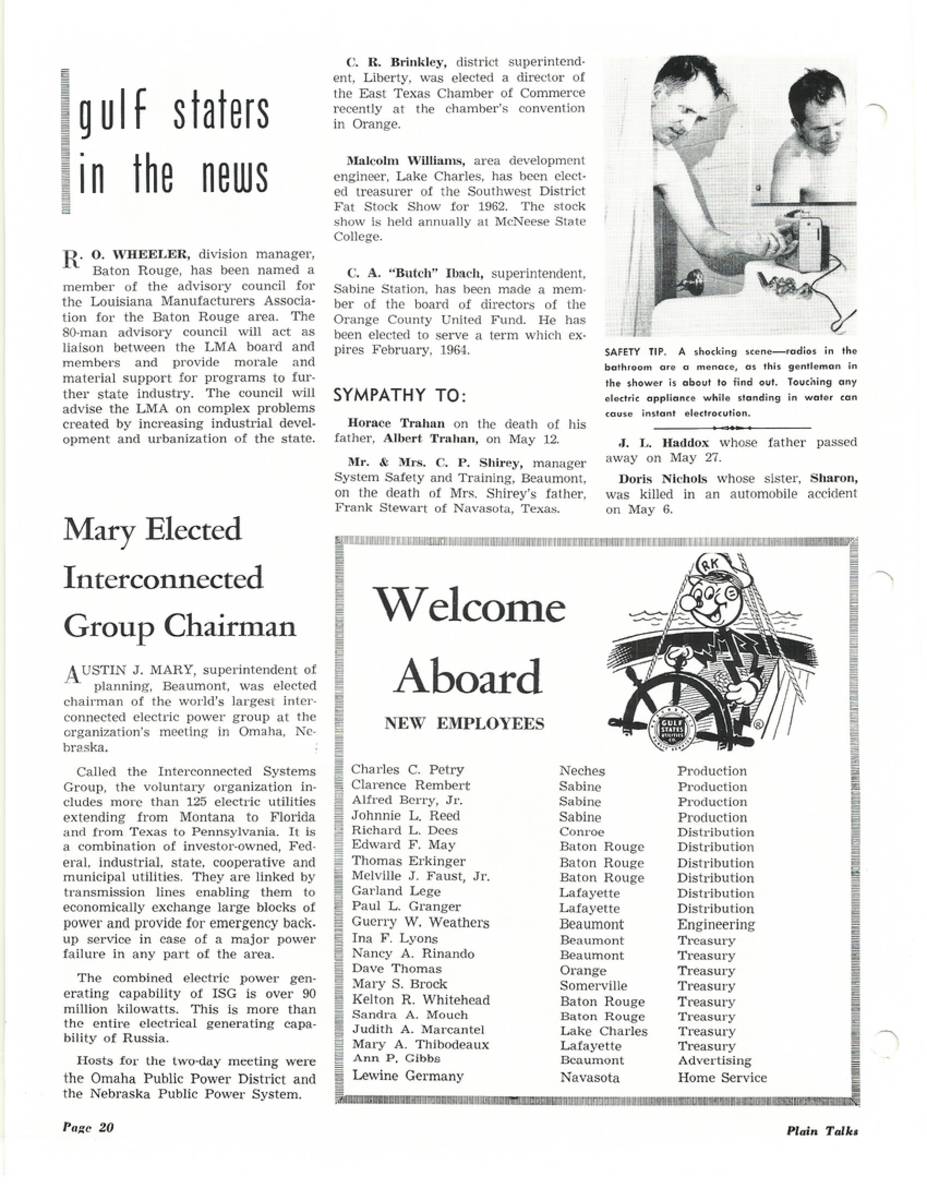 gulf staters
in the news
R. O. WHEELER, division manager,
Baton Rouge, has been named a
member of the advisory council for
the Louisiana Manufacturers Associa-
tion for the Baton Rouge area. The
80-man advisory council will act as
liaison between the LMA board and
members and provide morale and
material support for programs to fur-
ther state industry. The council will
advise the LMA on complex problems
created by increasing industrial devel-
opment and urbanization of the state.
Mary Elected
Interconnected
Group Chairman
AUSTIN J. MARY, superintendent of
planning, Beaumont, was elected
chairman of the world's largest inter-
connected electric power group at the
organization's meeting in Omaha, Ne-
braska.
Called the Interconnected Systems
Group, the voluntary organization in-
cludes more than 125 electric utilities
extending from Montana to Florida
and from Texas to Pennsylvania. It is
a combination of investor-owned, Fed-
eral, industrial, state, cooperative and
municipal utilities. They are linked by
transmission lines enabling them to
economically exchange large blocks of
power and provide for emergency back-
up service in case of a major power
failure in any part of the area.
The combined electric power gen-
erating capability of ISG is over 90
million kilowatts. This is more than
the entire electrical generating capa-
bility of Russia.
Hosts for the two-day meeting were
the Omaha Public Power District and
the Nebraska Public Power System.
C. R. Brinkley, district superintend-
ent, Liberty, was elected a director of
the East Texas Chamber of Commerce
recently at the chamber's convention
in Orange.
Malcolm Williams, area development
engineer, Lake Charles, has been elect-
ed treasurer of the Southwest District
Fat Stock Show for 1962. The stock
show is held annually at McNeese State
College.
C. A. "Butch" Ibach, superintendent,
Sabine Station, has been made a mem-
ber of the board of directors of the
Orange County United Fund. He has
been elected to serve a term which ex-
pires February, 1964.
SYMPATHY TO:
Horace Trahan on the death of his
father, Albert Trahan, on May 12.
Mr. & Mrs. C. P. Shirey, manager
System Safety and Training, Beaumont,
on the death of Mrs. Shirey's father,
Frank Stewart of Navasota, Texas.
SAFETY TIP. A shocking scene—radios in the
bathroom are a menace, as this gentleman in
the shower is about to find out. Touching any
electric appliance while standing in water can
cause instant electrocution.
J. L. Haddox whose father passed
away on May 27.
Doris Nichols whose sister, Sharon,
was killed in an automobile accident
on May 6.
Welcome
Aboard
NEW EMPLOYEES
RK
GULF
STATES
UTILITIES
CO.
®
Charles C. Petry Neches Production
Clarence Rembert Sabine Production
Alfred Berry, Jr. Sabine Production
Johnnie L. Reed Sabine Production
Richard L. Dees Conroe Distribution
Edward F. May Baton Rouge Distribution
Thomas Erkinger Baton Rouge Distribution
Melville J. Faust, Jr. Baton Rouge Distribution
Garland Lege Lafayette Distribution
Paul L. Granger Lafayette Distribution
Guerry W. Weathers Beaumont Engineering
Ina F. Lyons Beaumont Treasury
Nancy A. Rinando Beaumont Treasury
Dave Thomas Orange Treasury
Mary S. Brock Somerville Treasury
Kelton R. Whitehead Baton Rouge Treasury
Sandra A. Mouch Baton Rouge Treasury
Judith A. Marcantel Lake Charles Treasury
Mary A. Thibodeaux Lafayette Treasury
Ann P. Gibbs Beaumont Advertising
Lewine Germany Navasota Home Service
Page 20
Plain Talks